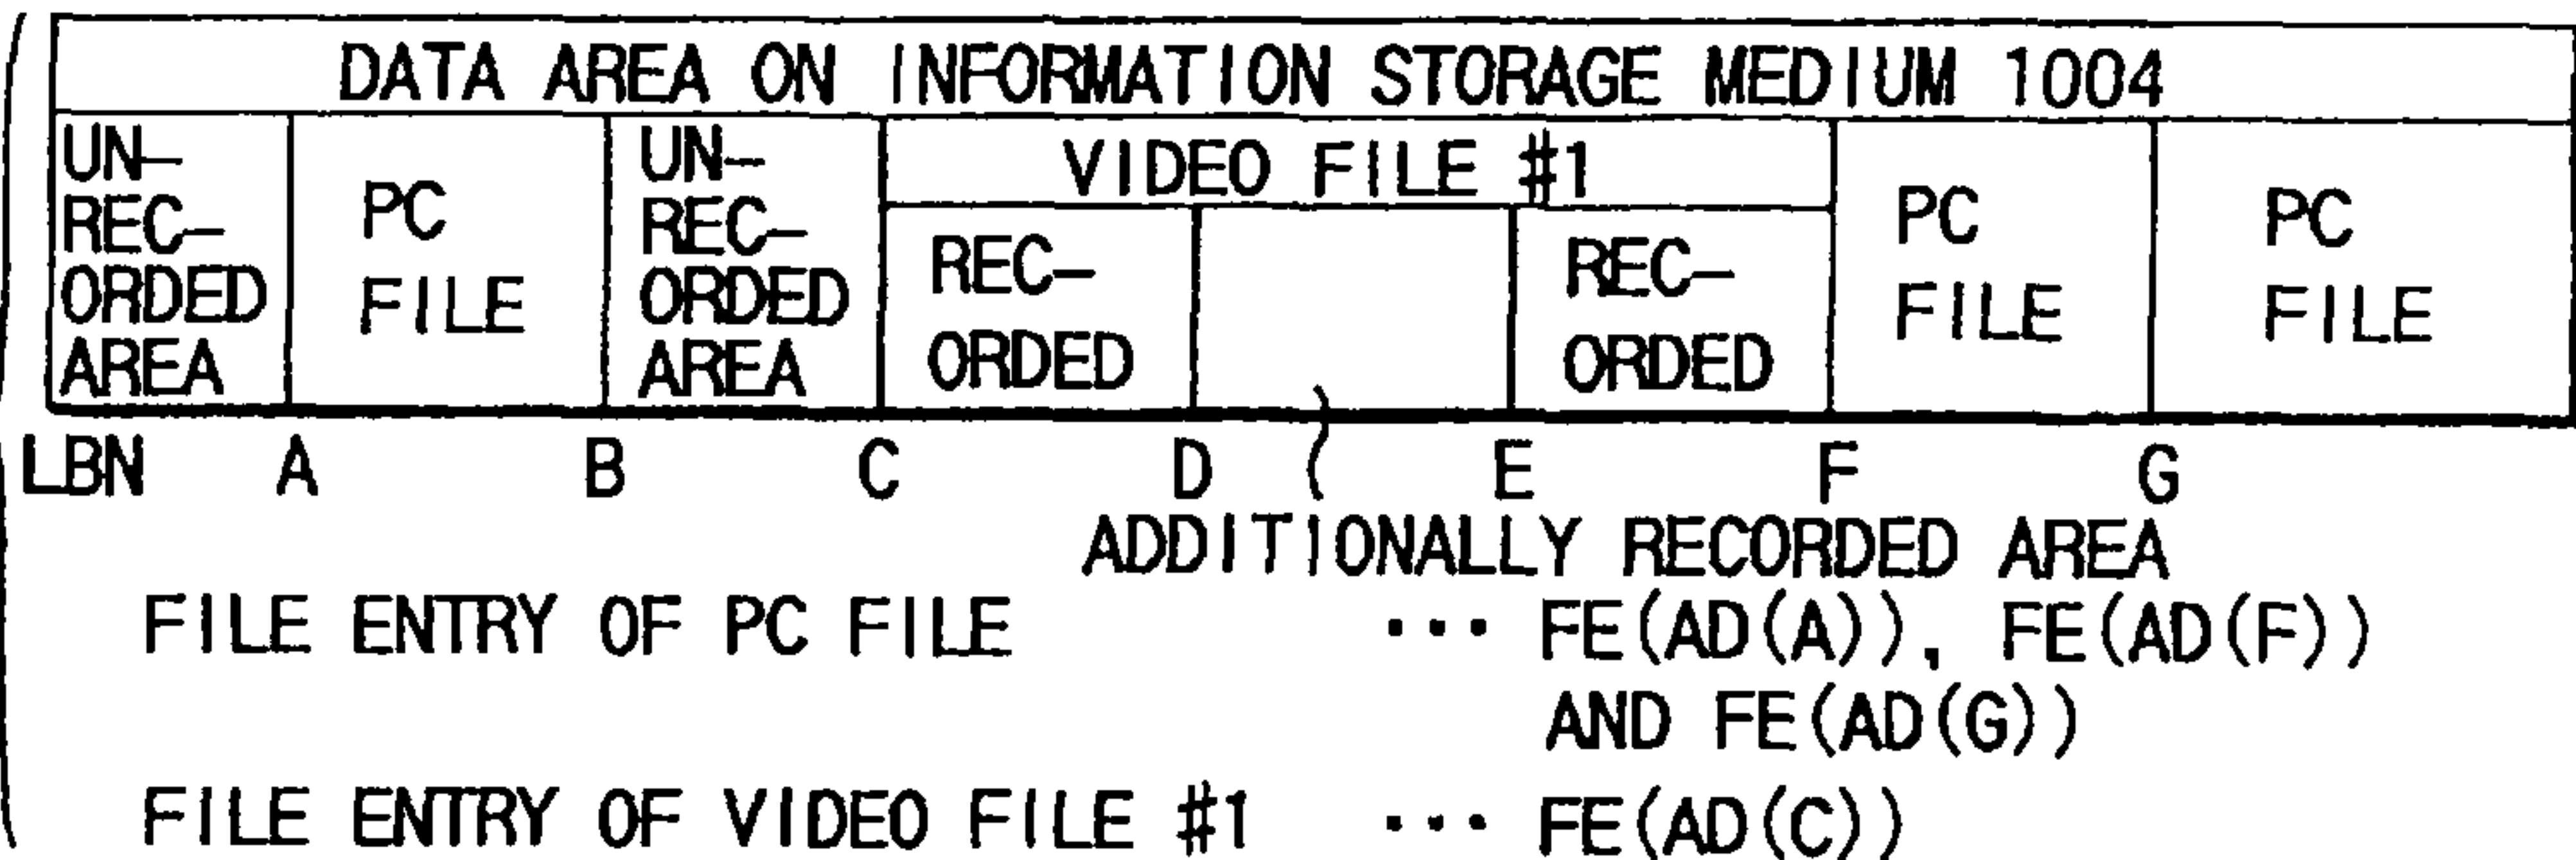 DATA AREA ON INFORMATION STORAGE MEDIUM 1004
UN-
REC-
ORDED
AREA
PC
FILE
UN-
REC-
ORDED
AREA
VIDEO FILE #1
REC-
ORDED
REC-
ORDED
PC
FILE
PC
FILE
LBN A B C D E F G
ADDITIONALLY RECORDED AREA
FILE ENTRY OF PC FILE ... FE(AD(A)), FE(AD(F))
AND FE(AD(G))
FILE ENTRY OF VIDEO FILE #1 ... FE(AD(C))